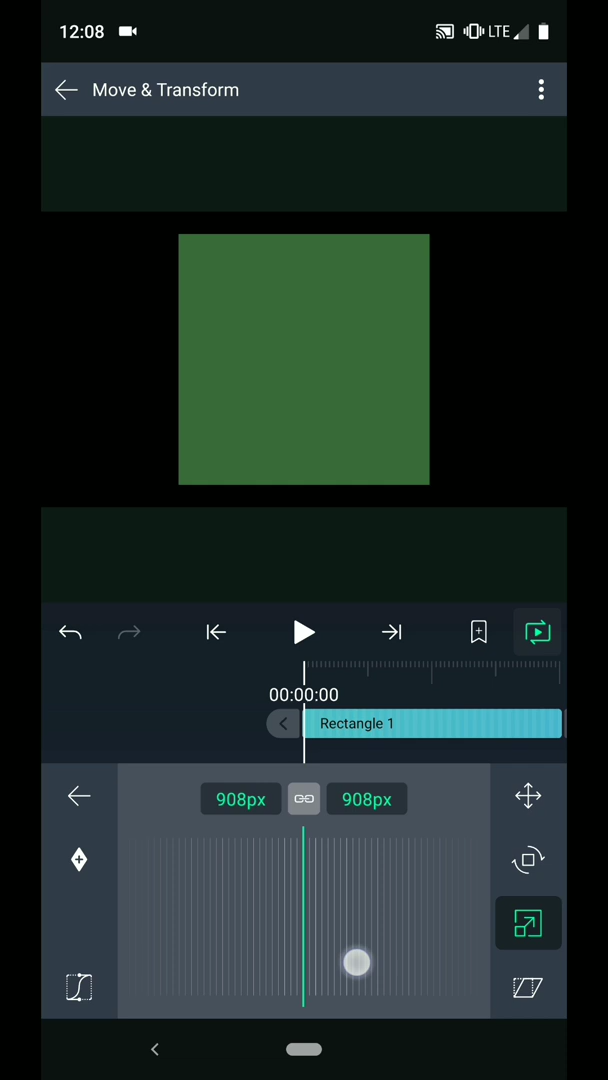 12:08
LTE
Move & Transform
00:00:00
Rectangle 1
908px
908px